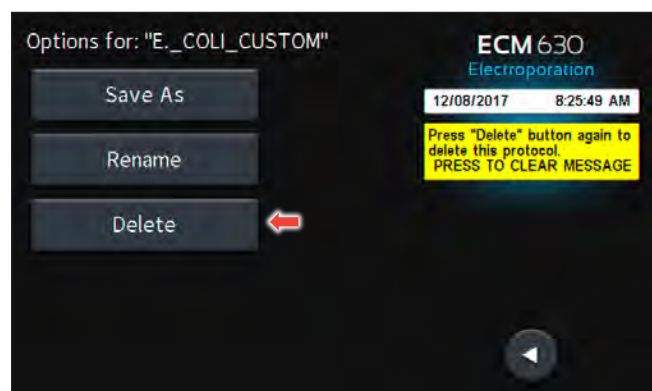 Options for: "E._COLI_CUSTOM"
Save As
Rename
Delete
ECM 630
Electroporation
12/08/2017 8:25:49 AM
Press "Delete" button again to
delete this protocol.
PRESS TO CLEAR MESSAGE